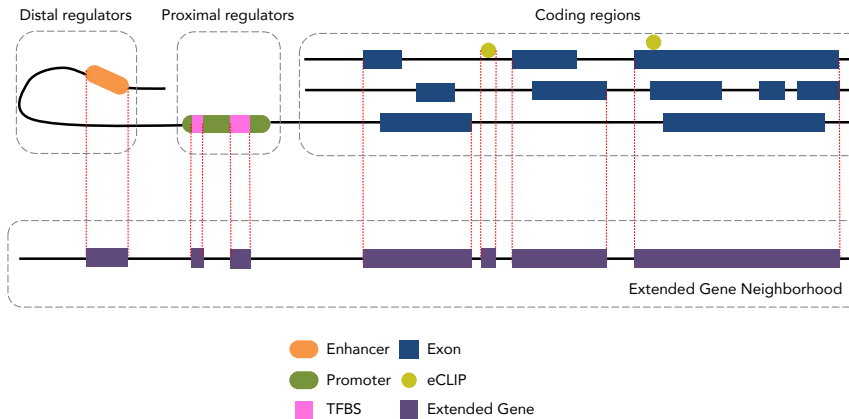 Distal regulators
Proximal regulators
Coding regions
Extended Gene Neighborhood
Enhancer
Exon
Promoter
eCLIP
TFBS
Extended Gene